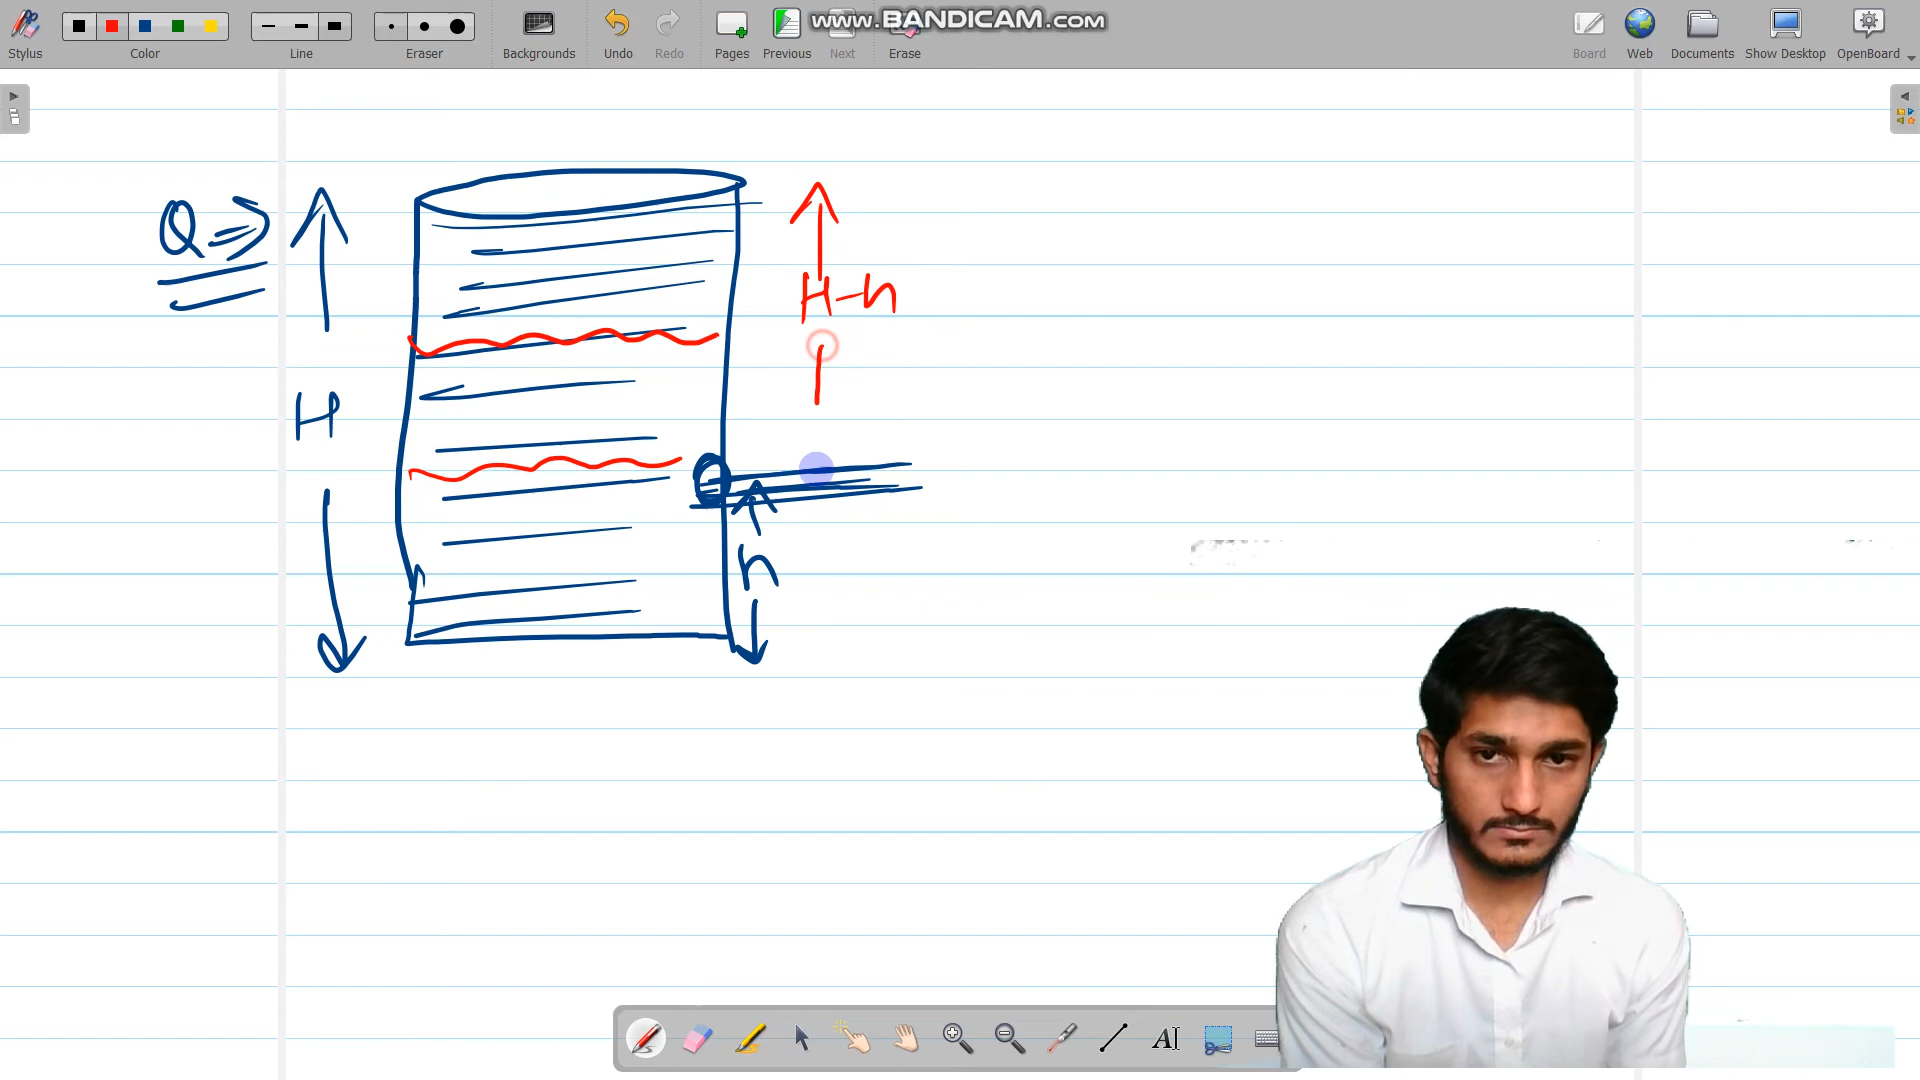 www.BANDICAM.com
Stylus Color Line Eraser Backgrounds Undo Redo Pages Previous Next Erase Board Web Documents Show Desktop OpenBoard
Q ⇒
H
H-h
h